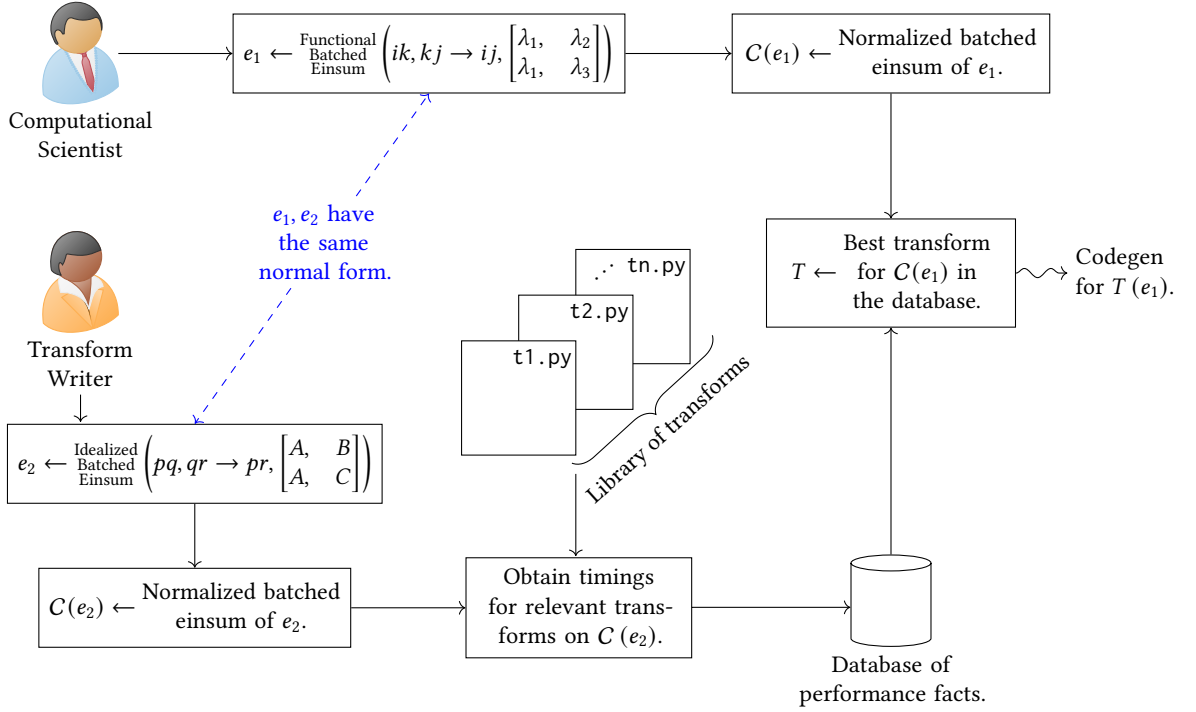 e₁ ← Functional Batched Einsum (ik, kj → ij, [λ₁, λ₂
λ₁, λ₃])
C(e₁) ← Normalized batched
einsum of e₁.
Computational
Scientist
e₁, e₂ have
the same
normal form.
Transform
Writer
tn.py
t2.py
t1.py
Library of transforms
T ← Best transform
for C(e₁) in
the database.
Codegen
for T (e₁).
e₂ ← Idealized Batched Einsum (pq, qr → pr, [A, B
A, C])
C(e₂) ← Normalized batched
einsum of e₂.
Obtain timings
for relevant trans-
forms on C (e₂).
Database of
performance facts.